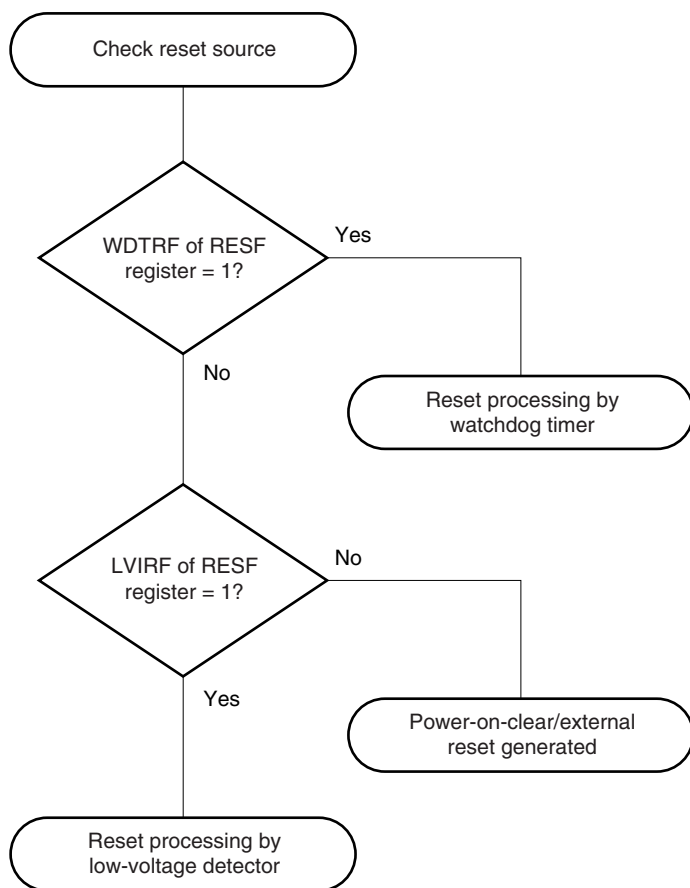 Check reset source
WDTRF of RESF
register = 1?
Yes
No
Reset processing by
watchdog timer
LVIRF of RESF
register = 1?
No
Yes
Power-on-clear/external
reset generated
Reset processing by
low-voltage detector